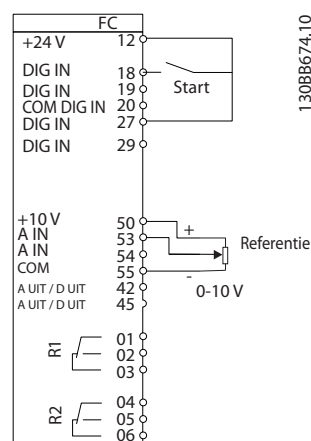 FC
+24 V 12
DIG IN 18
DIG IN 19
COM DIG IN 20
DIG IN 27
DIG IN 29
Start
+10 V 50
A IN 53
A IN 54
COM 55
A UIT / D UIT 42
A UIT / D UIT 45
+
-
Referentie
0-10 V
R1
01
02
03
R2
04
05
06
130BB674.10